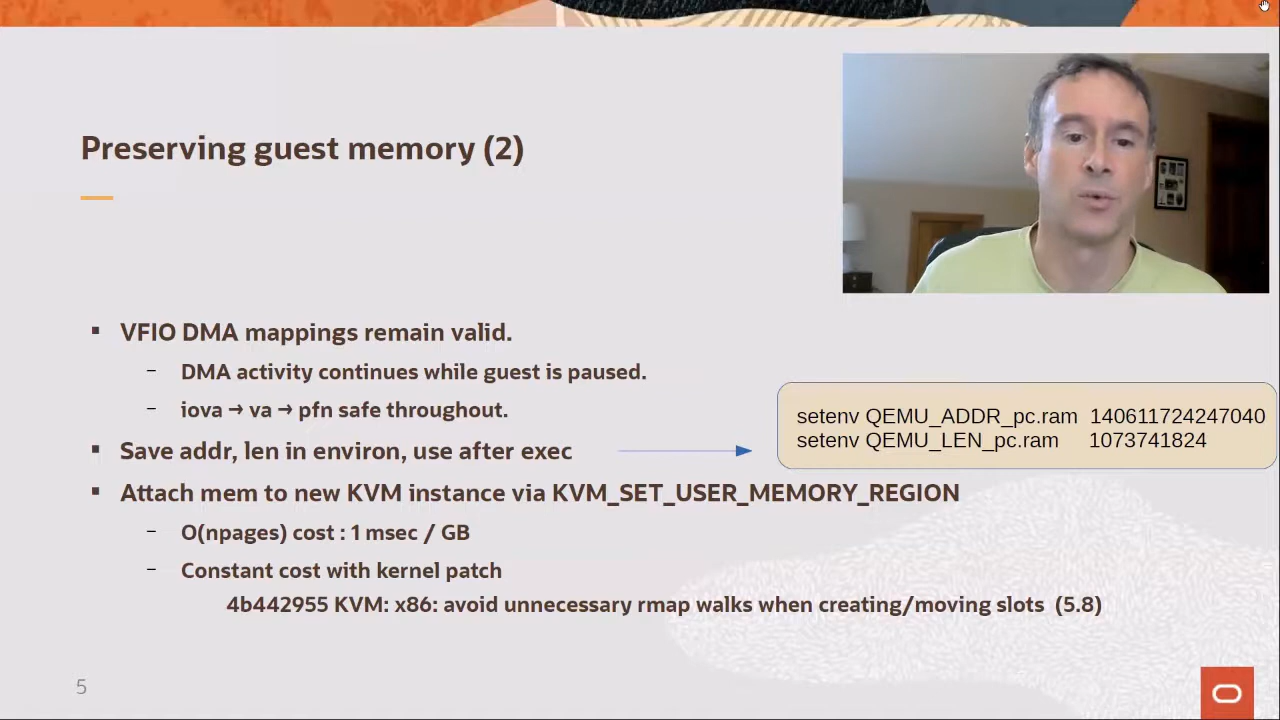 Preserving guest memory (2)
▪ VFIO DMA mappings remain valid.
– DMA activity continues while guest is paused.
– iova → va → pfn safe throughout.
▪ Save addr, len in environ, use after exec
setenv QEMU_ADDR_pc.ram 140611724247040
setenv QEMU_LEN_pc.ram 1073741824
▪ Attach mem to new KVM instance via KVM_SET_USER_MEMORY_REGION
– O(npages) cost : 1 msec / GB
– Constant cost with kernel patch
4b442955 KVM: x86: avoid unnecessary rmap walks when creating/moving slots (5.8)
5